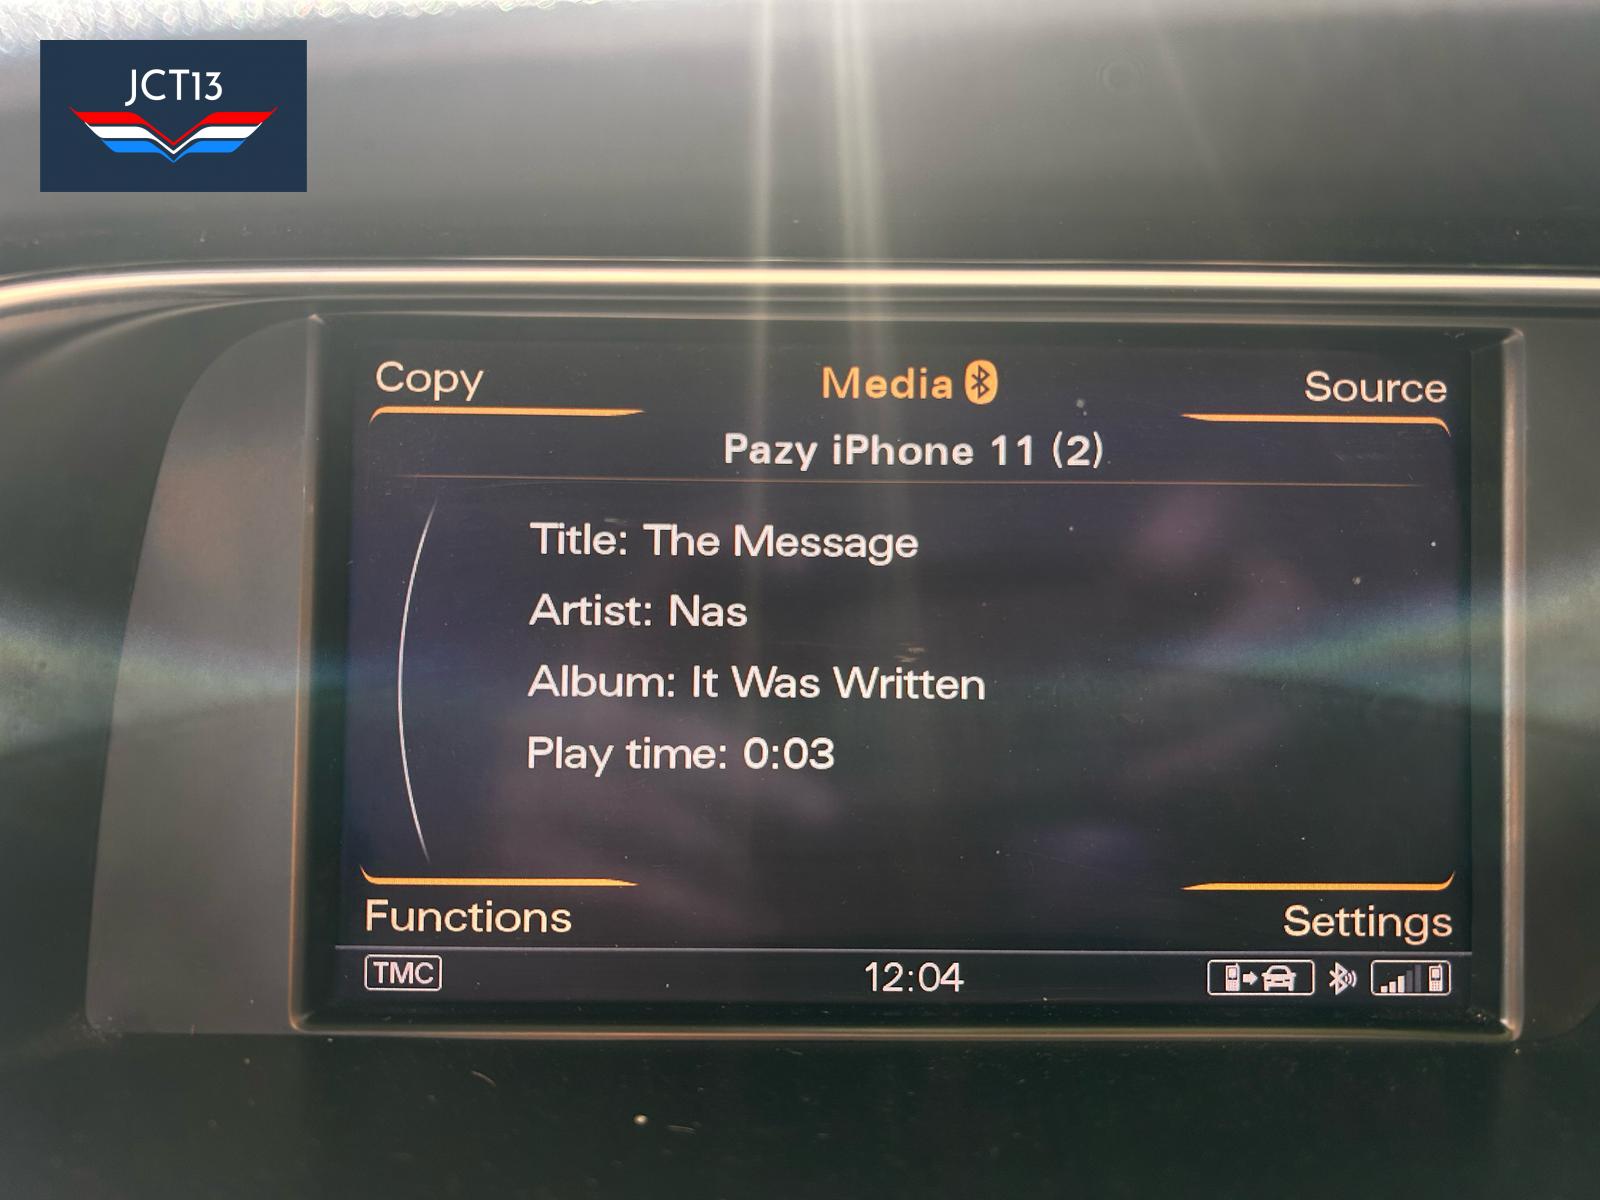 JCT13
Copy
Media
Source
Pazy iPhone 11 (2)
Title: The Message
Artist: Nas
Album: It Was Written
Play time: 0:03
Functions
Settings
TMC
12:04